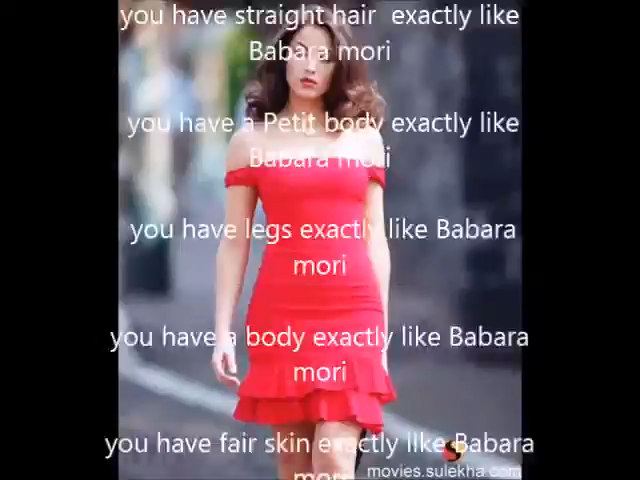 you have straight hair  exactly like
Babara mori
you have a Petit body exactly like
Babara mori
you have legs exactly like Babara
mori
you have a body exactly like Babara
mori
you have fair skin exactly like Babara
mori
movies.sulekha.com